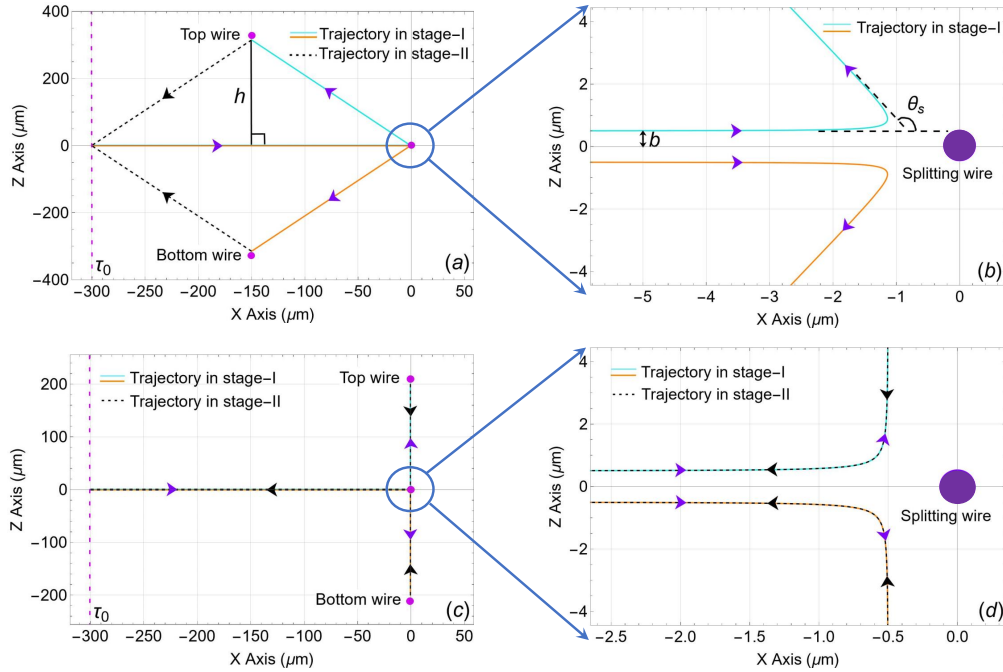 400
200
0
−200
−400
Z Axis (μm)
Top wire
Trajectory in stage−I
Trajectory in stage−II
h
Bottom wire
τ0
(a)
−300 −250 −200 −150 −100 −50 0 50
X Axis (μm)
4
2
0
−2
−4
Z Axis (μm)
Trajectory in stage−I
θs
b
Splitting wire
(b)
−5 −4 −3 −2 −1 0
X Axis (μm)
200
100
0
−100
−200
Z Axis (μm)
Trajectory in stage−I
Trajectory in stage−II
Top wire
Bottom wire
τ0
(c)
−300 −250 −200 −150 −100 −50 0 50
X Axis (μm)
4
2
0
−2
−4
Z Axis (μm)
Trajectory in stage−I
Trajectory in stage−II
Splitting wire
(d)
−2.5 −2.0 −1.5 −1.0 −0.5 0.0
X Axis (μm)